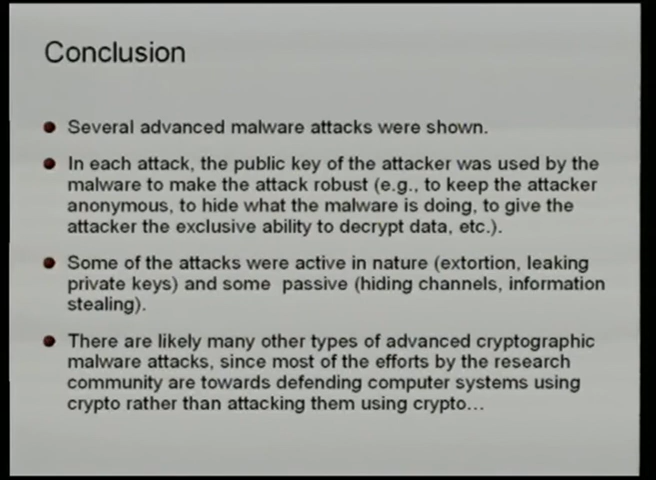 Conclusion
Several advanced malware attacks were shown.
In each attack, the public key of the attacker was used by the
malware to make the attack robust (e.g., to keep the attacker
anonymous, to hide what the malware is doing, to give the
attacker the exclusive ability to decrypt data, etc.).
Some of the attacks were active in nature (extortion, leaking
private keys) and some passive (hiding channels, information
stealing).
There are likely many other types of advanced cryptographic
malware attacks, since most of the efforts by the research
community are towards defending computer systems using
crypto rather than attacking them using crypto…